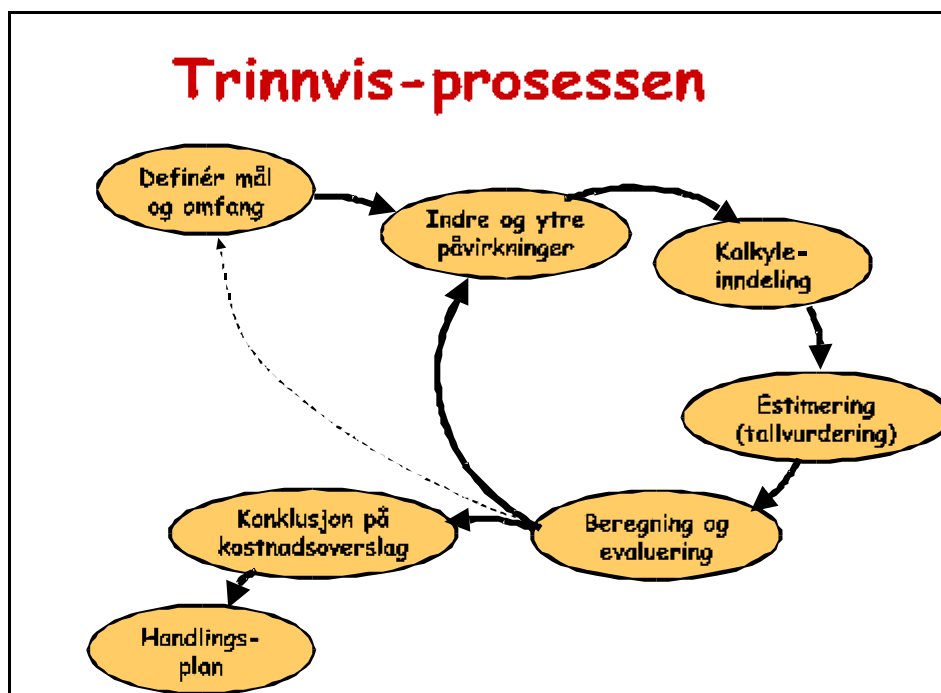 Trinnvis-prosessen
Definér mål
og omfang
Indre og ytre
påvirkninger
Kalkyle-
inndeling
Estimering
(tallvurdering)
Beregning og
evaluering
Konklusjon på
kostnadsoverslag
Handlings-
plan